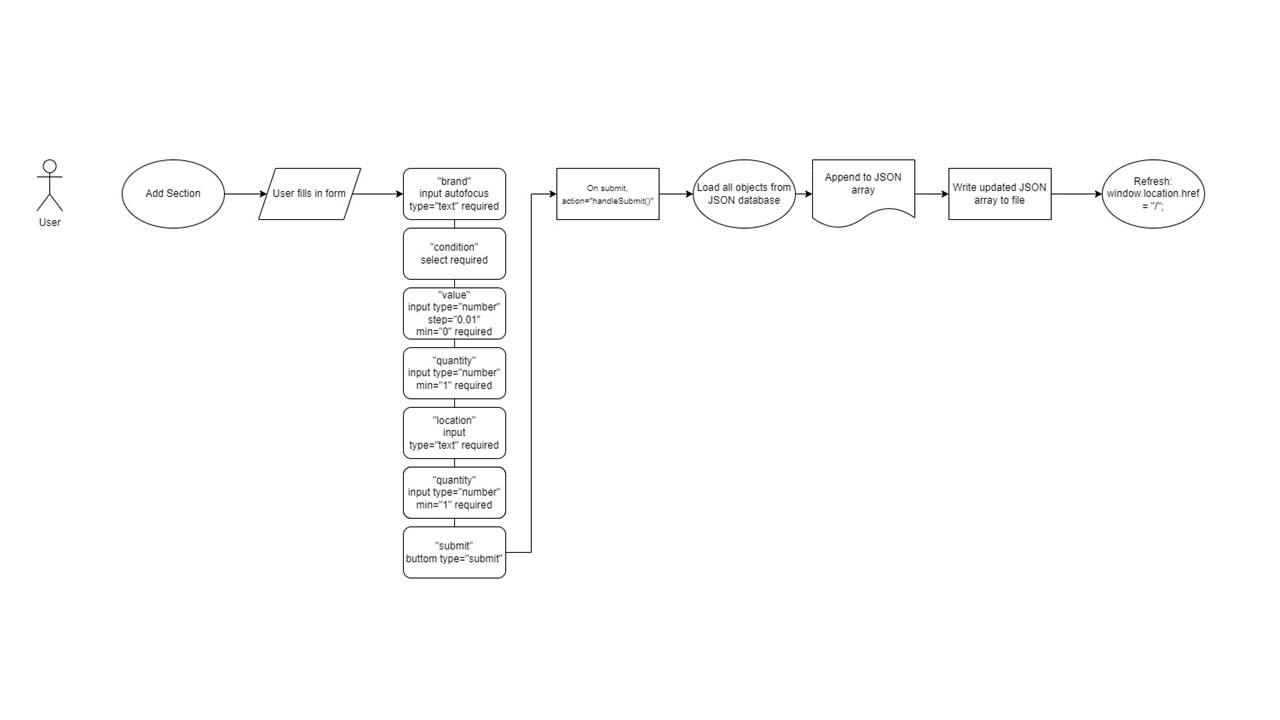 User
Add Section
User fills in form
"brand"
input autofocus
type="text" required
"condition"
select required
"value"
input type="number"
step="0.01"
min="0" required
"quantity"
input type="number"
min="1" required
"location"
input
type="text" required
"quantity"
input type="number"
min="1" required
"submit"
buttom type="submit"
On submit,
action="handleSubmit()"
Load all objects from
JSON database
Append to JSON
array
Write updated JSON
array to file
Refresh:
window.location.href
= "/";